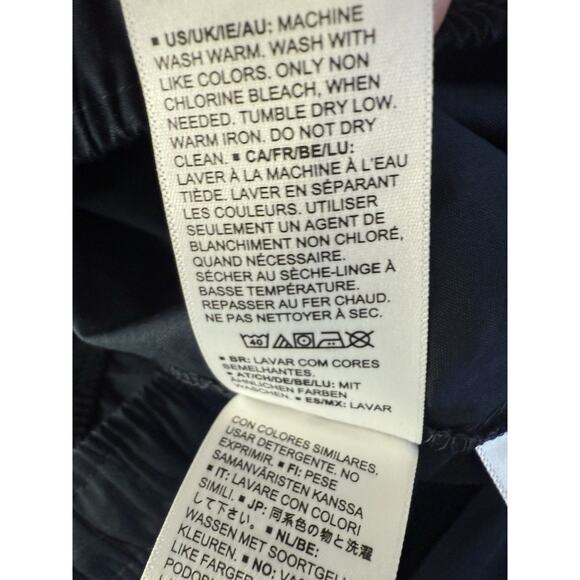 ▪ US/UK/IE/AU: MACHINE
WASH WARM. WASH WITH
LIKE COLORS. ONLY NON
CHLORINE BLEACH, WHEN
NEEDED. TUMBLE DRY LOW.
WARM IRON. DO NOT DRY
CLEAN. ▪ CA/FR/BE/LU:
LAVER À LA MACHINE À L'EAU
TIÈDE. LAVER EN SÉPARANT
LES COULEURS. UTILISER
SEULEMENT UN AGENT DE
BLANCHIMENT NON CHLORÉ,
QUAND NÉCESSAIRE.
SÉCHER AU SÈCHE-LINGE À
BASSE TEMPÉRATURE.
REPASSER AU FER CHAUD.
NE PAS NETTOYER À SEC.
40
▪ BR: LAVAR COM CORES
SEMELHANTES.
▪ AT/CH/DE/BE/LU: MIT
ÄHNLICHEN FARBEN
WASCHEN. ▪ ES/MX: LAVAR
CON COLORES SIMILARES.
USAR DETERGENTE. NO
EXPRIMIR. ▪ FI: PESE
SAMANVÄRISTEN KANSSA
▪ IT: LAVARE CON COLORI
SIMILI. ▪ JP: 同系色の物と洗濯
して下さい。 ▪ NL/BE:
WASSEN MET SOORTGEL
KLEUREN. ▪ NO: VAS
LIKE FARGER